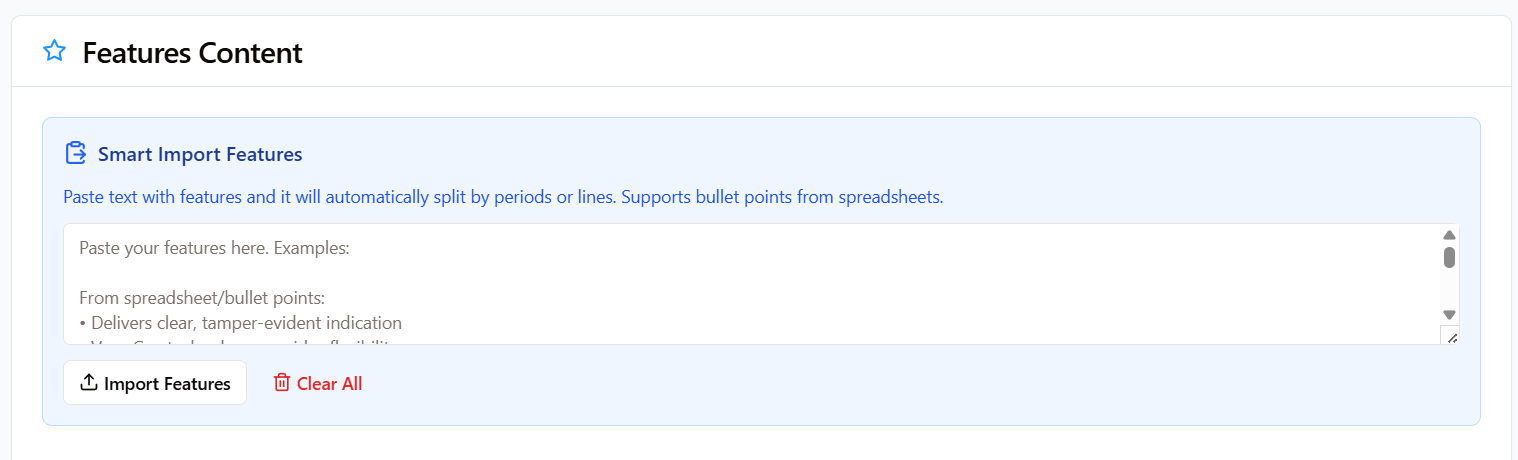 Features Content
Smart Import Features
Paste text with features and it will automatically split by periods or lines. Supports bullet points from spreadsheets.
Paste your features here. Examples:
From spreadsheet/bullet points:
• Delivers clear, tamper-evident indication
Import Features
Clear All